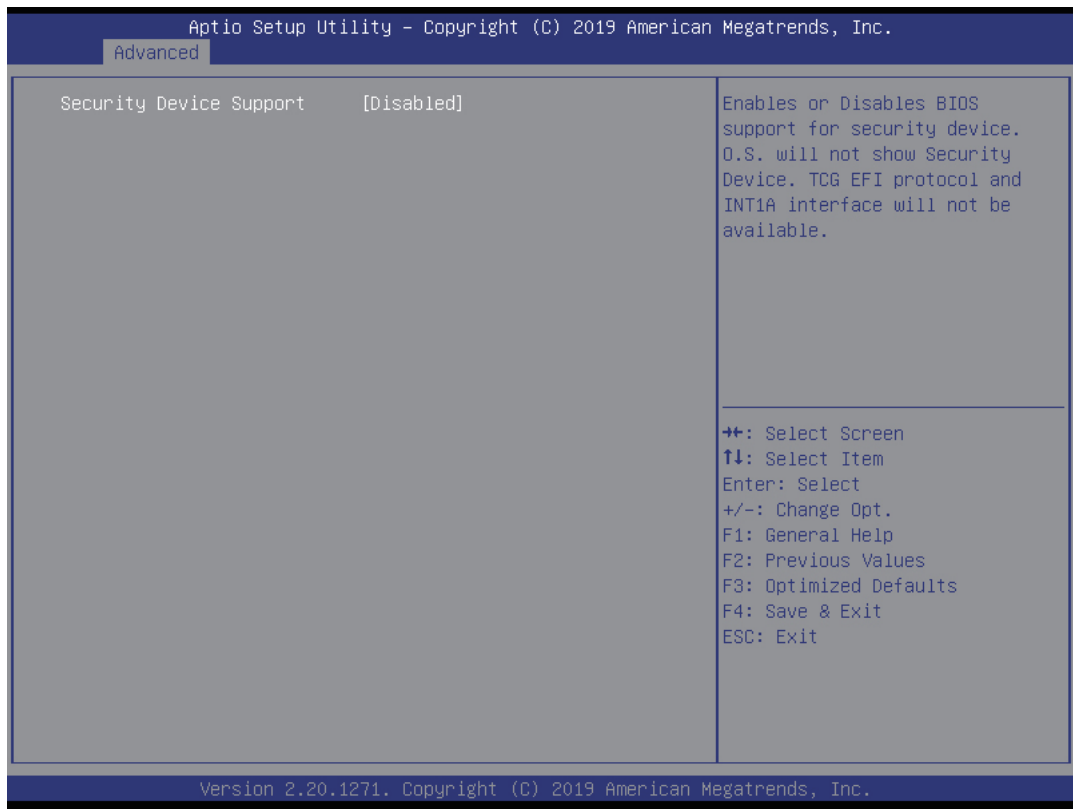 Aptio Setup Utility – Copyright (C) 2019 American Megatrends, Inc.
Advanced
Security Device Support [Disabled]
Enables or Disables BIOS
support for security device.
O.S. will not show Security
Device. TCG EFI protocol and
INT1A interface will not be
available.
→←: Select Screen
↑↓: Select Item
Enter: Select
+/-: Change Opt.
F1: General Help
F2: Previous Values
F3: Optimized Defaults
F4: Save & Exit
ESC: Exit
Version 2.20.1271. Copyright (C) 2019 American Megatrends, Inc.